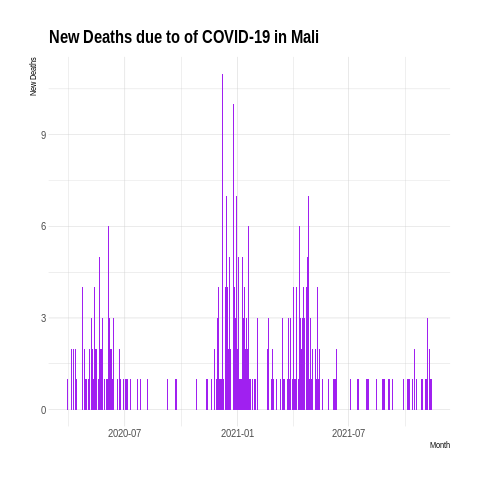 New Deaths due to of COVID-19 in Mali
New Deaths
9
6
3
0
2020-07 2021-01 2021-07
Month